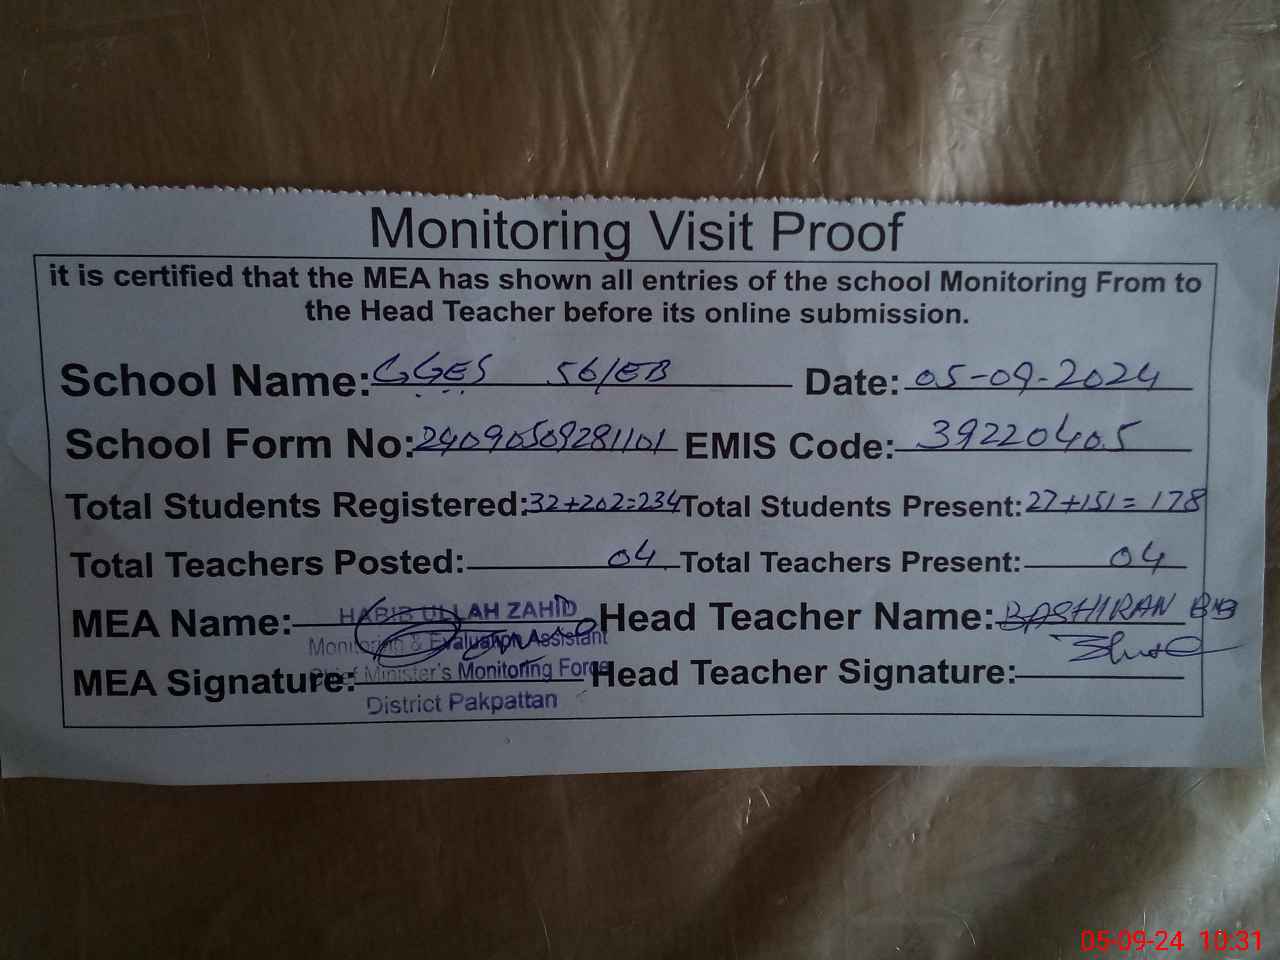 Monitoring Visit Proof
it is certified that the MEA has shown all entries of the school Monitoring From to
the Head Teacher before its online submission.
School Name: GGES 56/EB Date: 05-09-2024
School Form No: 24090509281101 EMIS Code: 39220405
Total Students Registered: 32+202=234 Total Students Present: 27+151=178
Total Teachers Posted: 04 Total Teachers Present: 04
MEA Name: HABIB ULLAH ZAHID Head Teacher Name: BASHIRAN BiBi
Monitoring & Evaluation Assistant
MEA Signature: Chief Minister's Monitoring Force Head Teacher Signature:
District Pakpattan
05-09-24 10:31